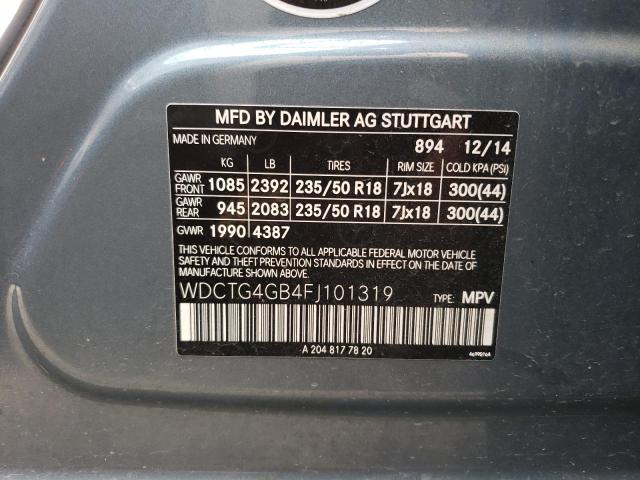 MFD BY DAIMLER AG STUTTGART
MADE IN GERMANY 894 12/14
KG LB TIRES RIM SIZE COLD KPA (PSI)
GAWR FRONT 1085 2392 235/50 R18 7Jx18 300(44)
GAWR REAR 945 2083 235/50 R18 7Jx18 300(44)
GVWR 1990 4387
THIS VEHICLE CONFORMS TO ALL APPLICABLE FEDERAL MOTOR VEHICLE
SAFETY AND THEFT PREVENTION STANDARDS IN EFFECT
ON THE DATE OF MANUFACTURE SHOWN ABOVE.
WDCTG4GB4FJ101319 TYPE: MPV
A 204 817 78 20